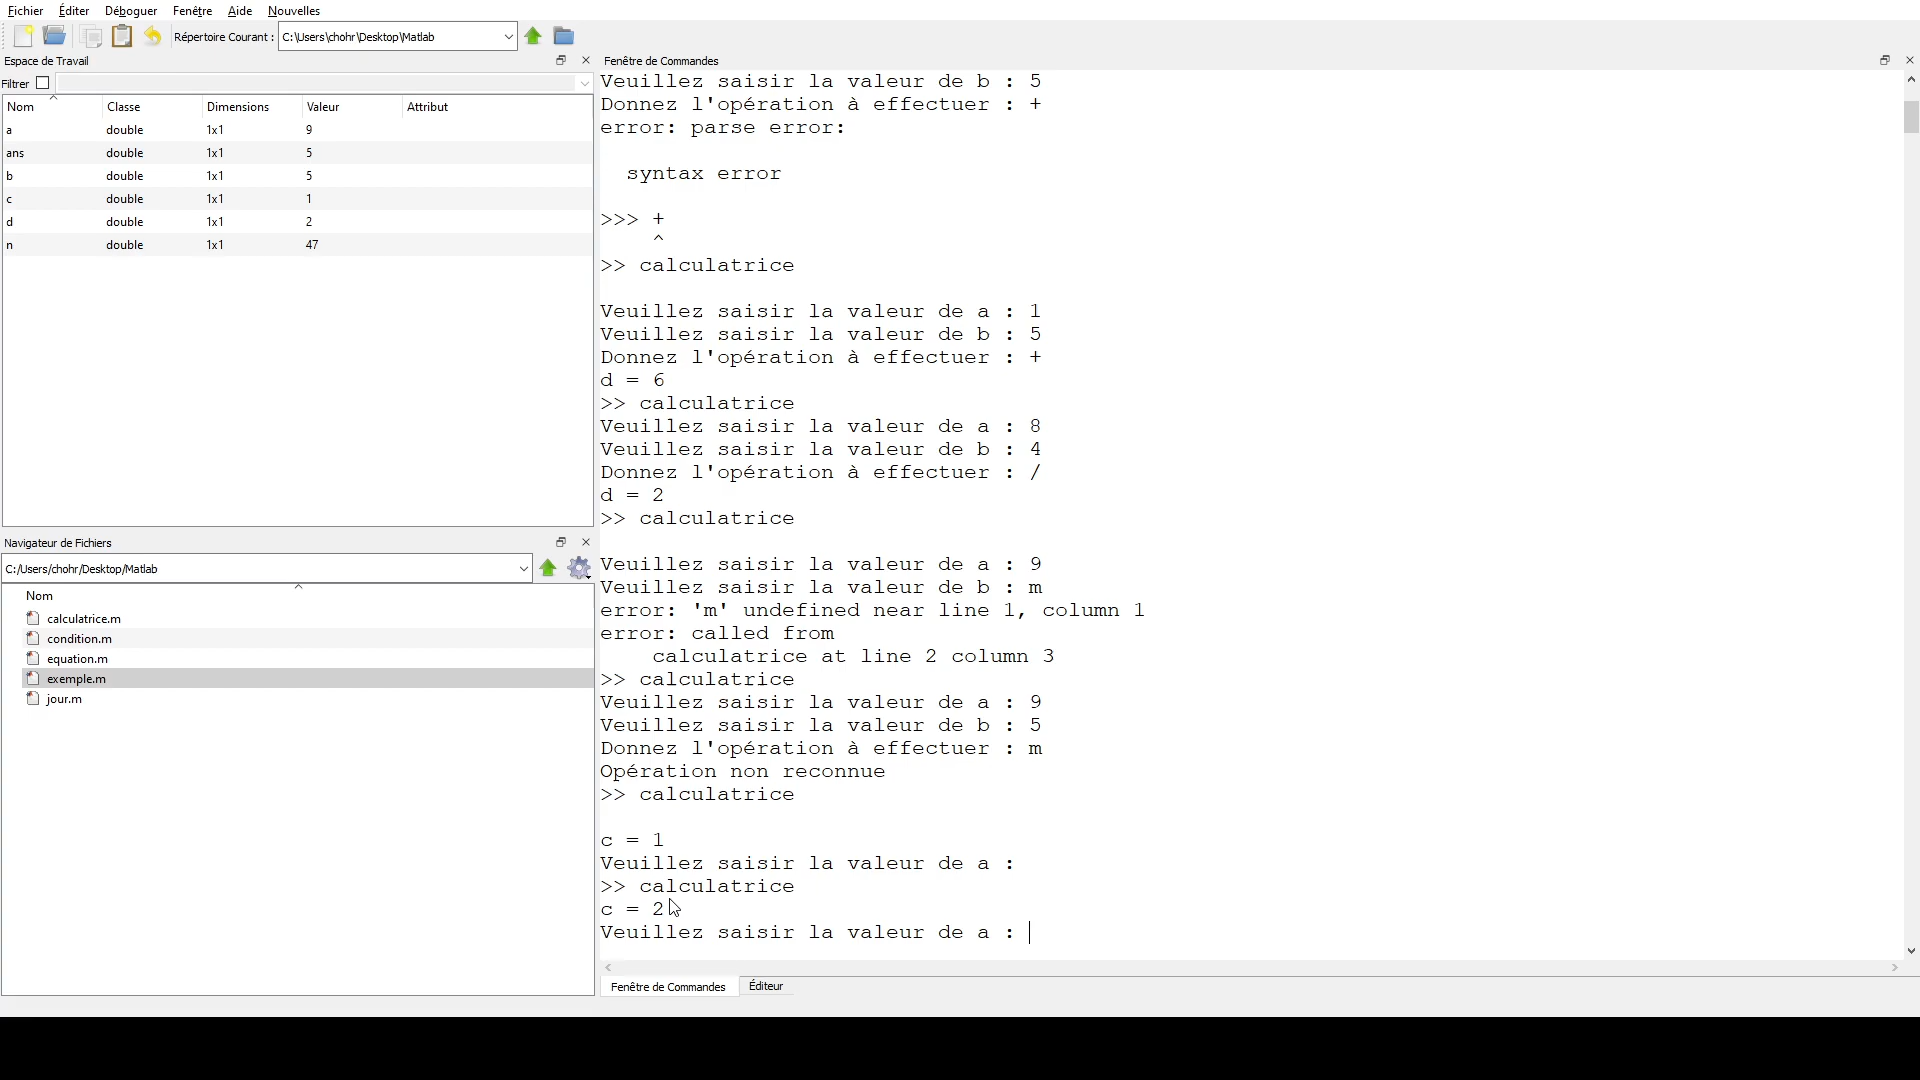 Fichier Éditer Déboguer Fenêtre Aide Nouvelles
Répertoire Courant : C:\Users\chohr\Desktop\Matlab
Espace de Travail
Filtrer
Nom Classe Dimensions Valeur Attribut
a double 1x1 9
ans double 1x1 5
b double 1x1 5
c double 1x1 1
d double 1x1 2
n double 1x1 47
Navigateur de Fichiers
C:/Users/chohr/Desktop/Matlab
Nom
calculatrice.m
condition.m
equation.m
exemple.m
jour.m
Fenêtre de Commandes
Veuillez saisir la valeur de b : 5
Donnez l'opération à effectuer : +
error: parse error:
syntax error
>>> +
^
>> calculatrice
Veuillez saisir la valeur de a : 1
Veuillez saisir la valeur de b : 5
Donnez l'opération à effectuer : +
d = 6
>> calculatrice
Veuillez saisir la valeur de a : 8
Veuillez saisir la valeur de b : 4
Donnez l'opération à effectuer : /
d = 2
>> calculatrice
Veuillez saisir la valeur de a : 9
Veuillez saisir la valeur de b : m
error: 'm' undefined near line 1, column 1
error: called from
calculatrice at line 2 column 3
>> calculatrice
Veuillez saisir la valeur de a : 9
Veuillez saisir la valeur de b : 5
Donnez l'opération à effectuer : m
Opération non reconnue
>> calculatrice
c = 1
Veuillez saisir la valeur de a :
>> calculatrice
c = 2
Veuillez saisir la valeur de a :
Fenêtre de Commandes Éditeur